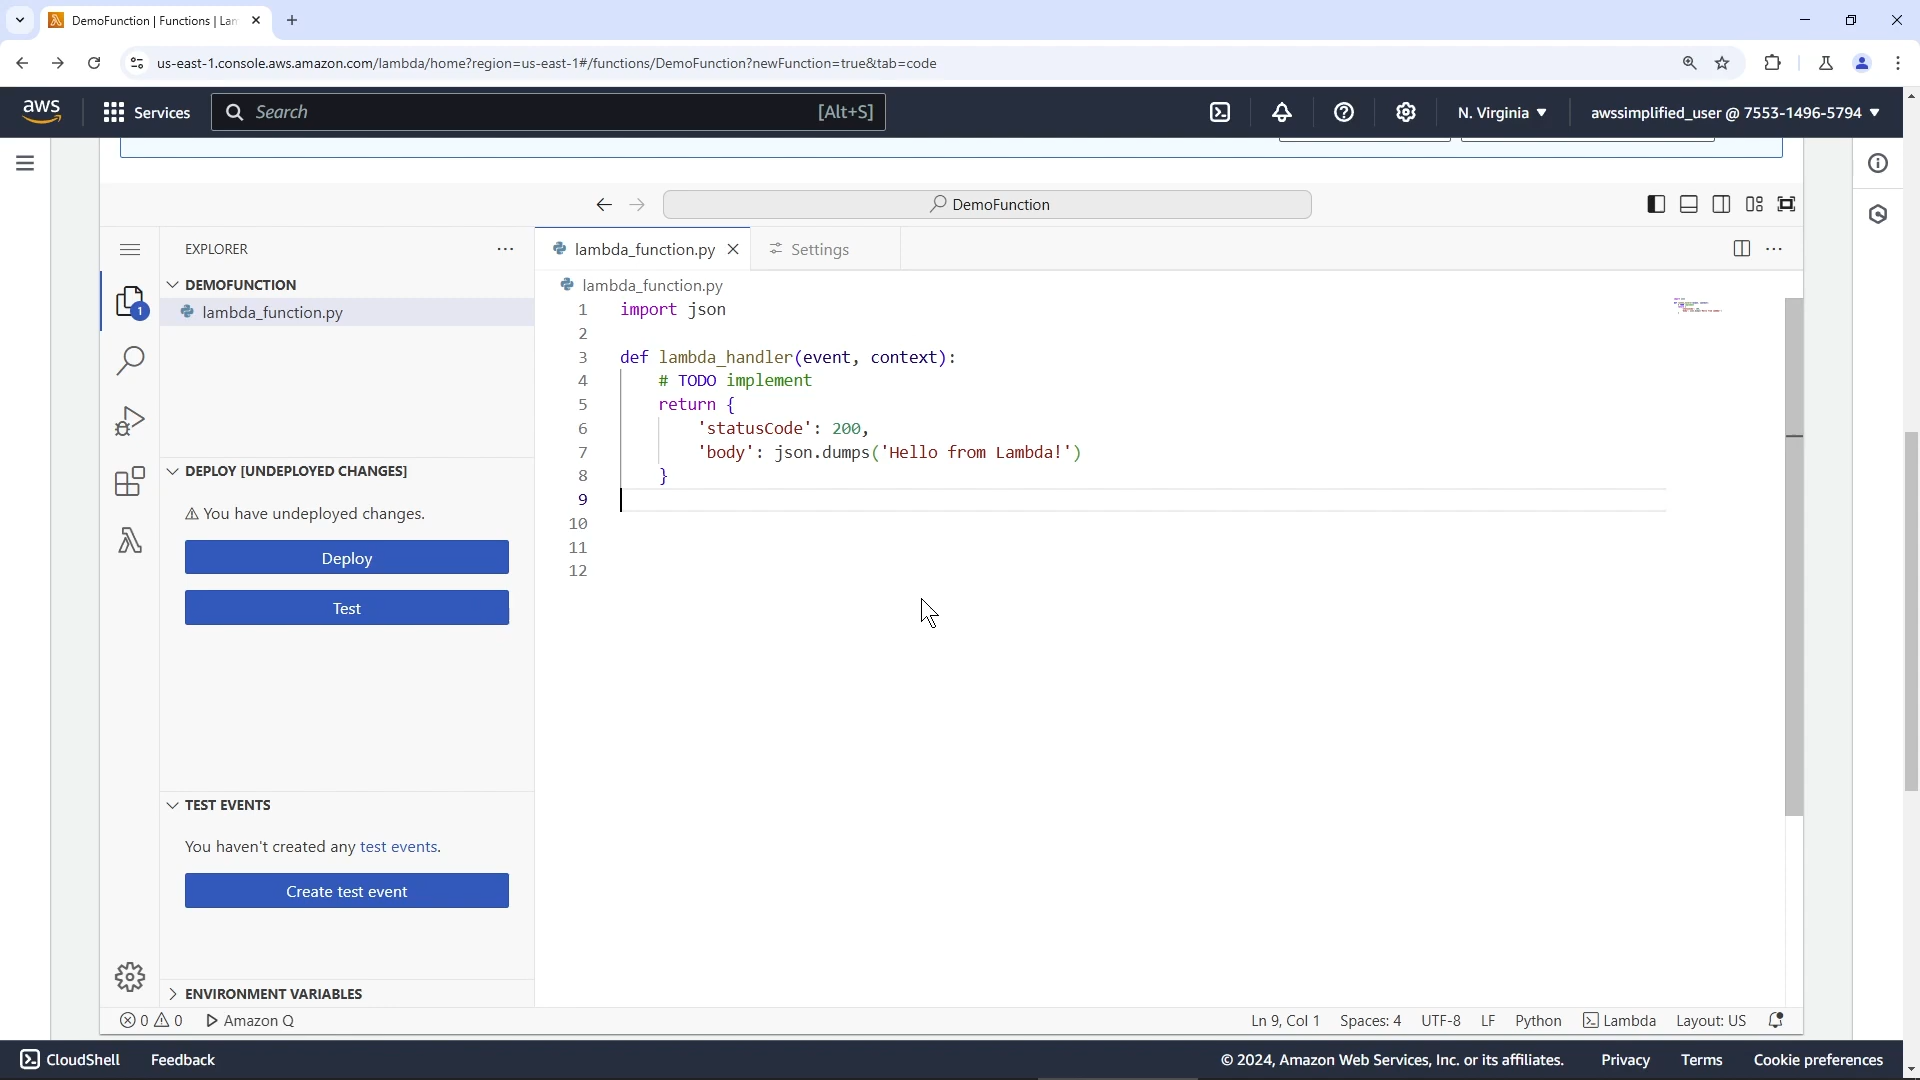 DemoFunction | Functions | Lam
us-east-1.console.aws.amazon.com/lambda/home?region=us-east-1#/functions/DemoFunction?newFunction=true&tab=code
aws Services Search [Alt+S] N. Virginia awssimplified_user @ 7553-1496-5794
DemoFunction
EXPLORER
DEMOFUNCTION
lambda_function.py
1
DEPLOY [UNDEPLOYED CHANGES]
You have undeployed changes.
Deploy
Test
TEST EVENTS
You haven't created any test events.
Create test event
ENVIRONMENT VARIABLES
lambda_function.py Settings
lambda_function.py
1 import json
2
3 def lambda_handler(event, context):
4 # TODO implement
5 return {
6 'statusCode': 200,
7 'body': json.dumps('Hello from Lambda!')
8 }
9
10
11
12
0 0 Amazon Q Ln 9, Col 1 Spaces: 4 UTF-8 LF Python Lambda Layout: US
CloudShell Feedback © 2024, Amazon Web Services, Inc. or its affiliates. Privacy Terms Cookie preferences